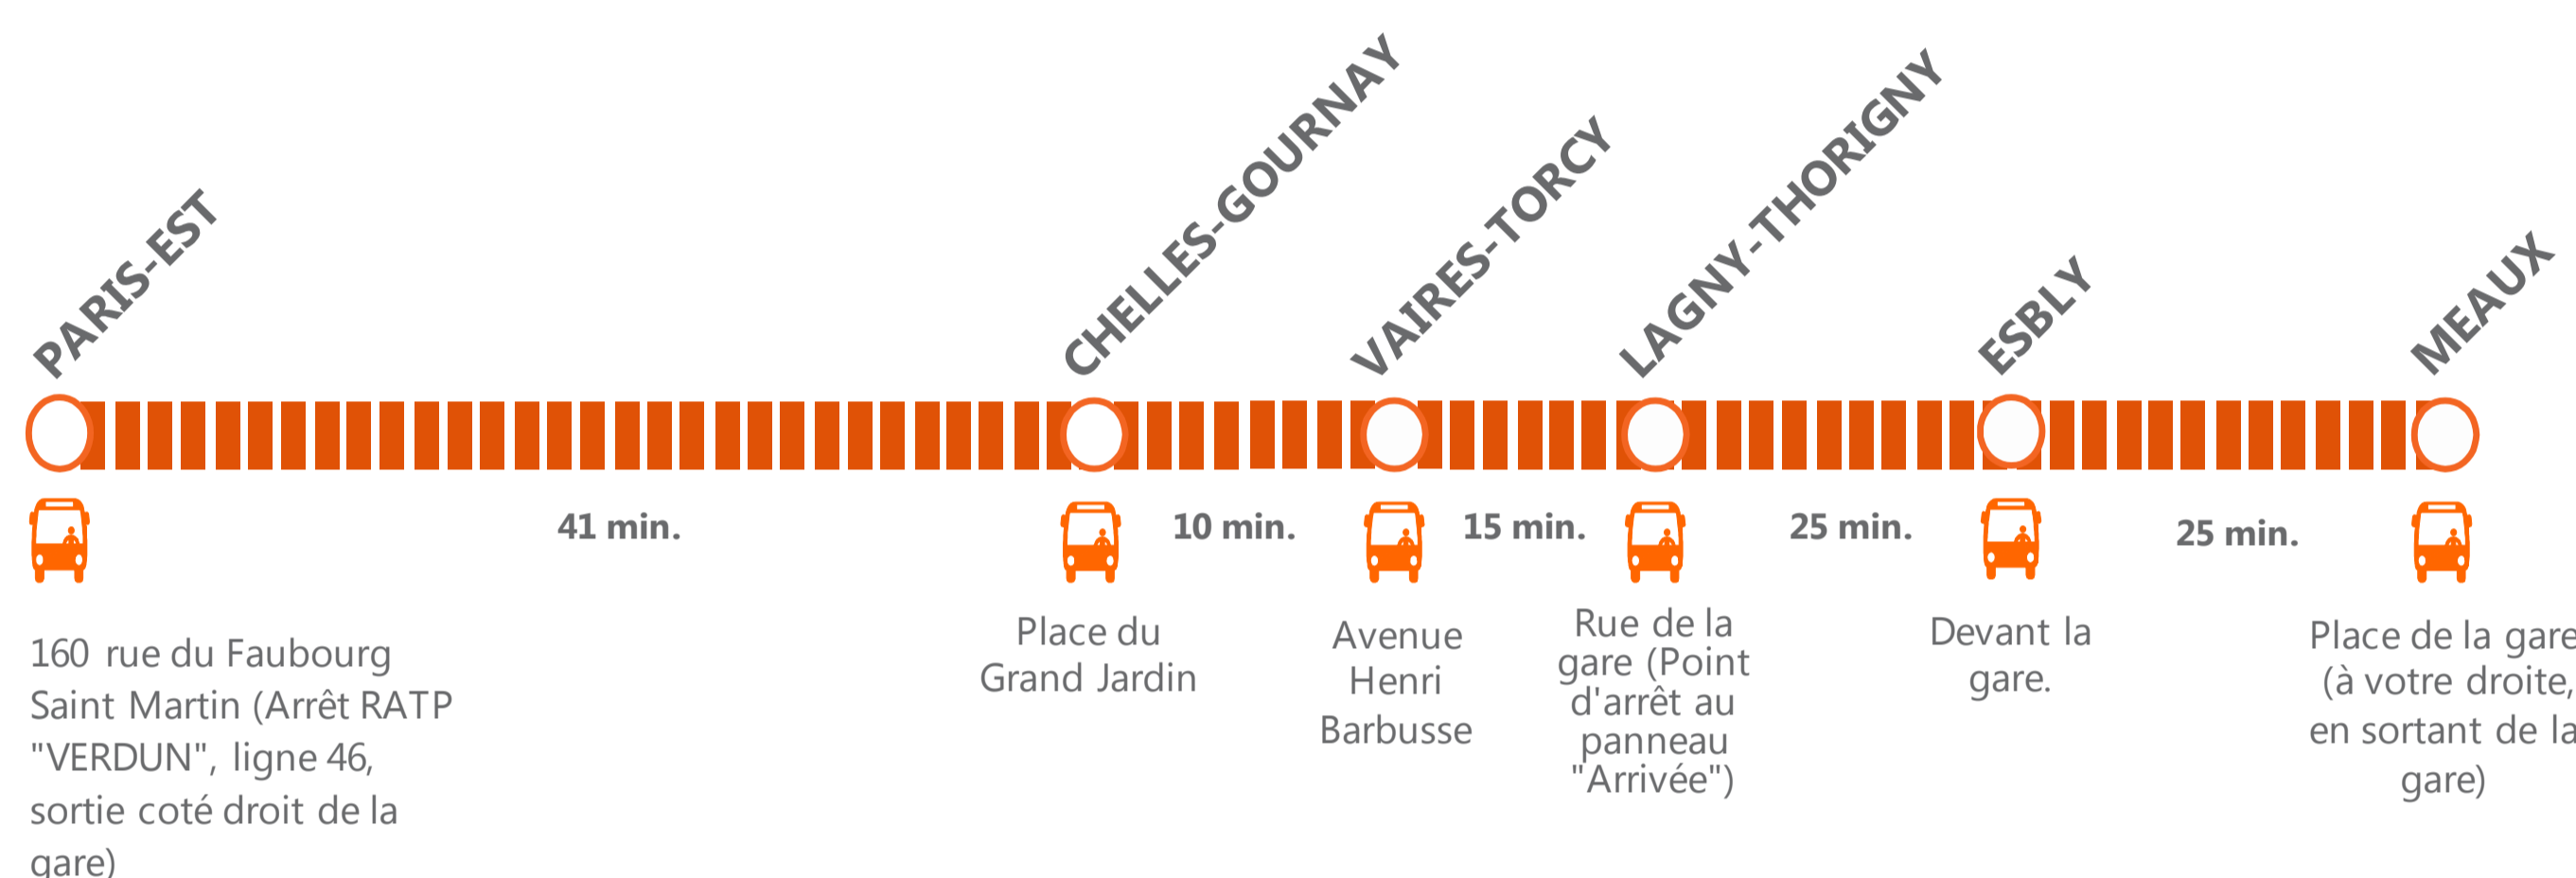 PARIS-EST
CHELLES-GOURNAY
VAIRES-TORCY
LAGNY-THORIGNY
ESBLY
MEAUX
41 min.
10 min.
15 min.
25 min.
25 min.
160 rue du Faubourg
Saint Martin (Arrêt RATP
"VERDUN", ligne 46,
sortie coté droit de la
gare)
Place du
Grand Jardin
Avenue
Henri
Barbusse
Rue de la
gare (Point
d'arrêt au
panneau
"Arrivée")
Devant la
gare.
Place de la gare
(à votre droite,
en sortant de la
gare)